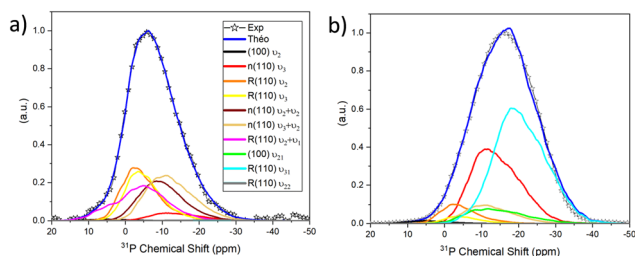 a)
1.0
0.8
0.6
0.4
0.2
0.0
(a.u.)
20 10 0 -10 -20 -30 -40 -50
³¹P Chemical Shift (ppm)
Exp
Théo
(100) υ₂
n(110) υ₃
R(110) υ₂
R(110) υ₃
n(110) υ₂+υ₂
n(110) υ₃+υ₂
R(110) υ₂+υ₁
(100) υ₂₁
R(110) υ₃₁
R(110) υ₂₂
b)
1.0
0.8
0.6
0.4
0.2
0.0
(a.u.)
20 10 0 -10 -20 -30 -40 -50
³¹P Chemical Shift (ppm)